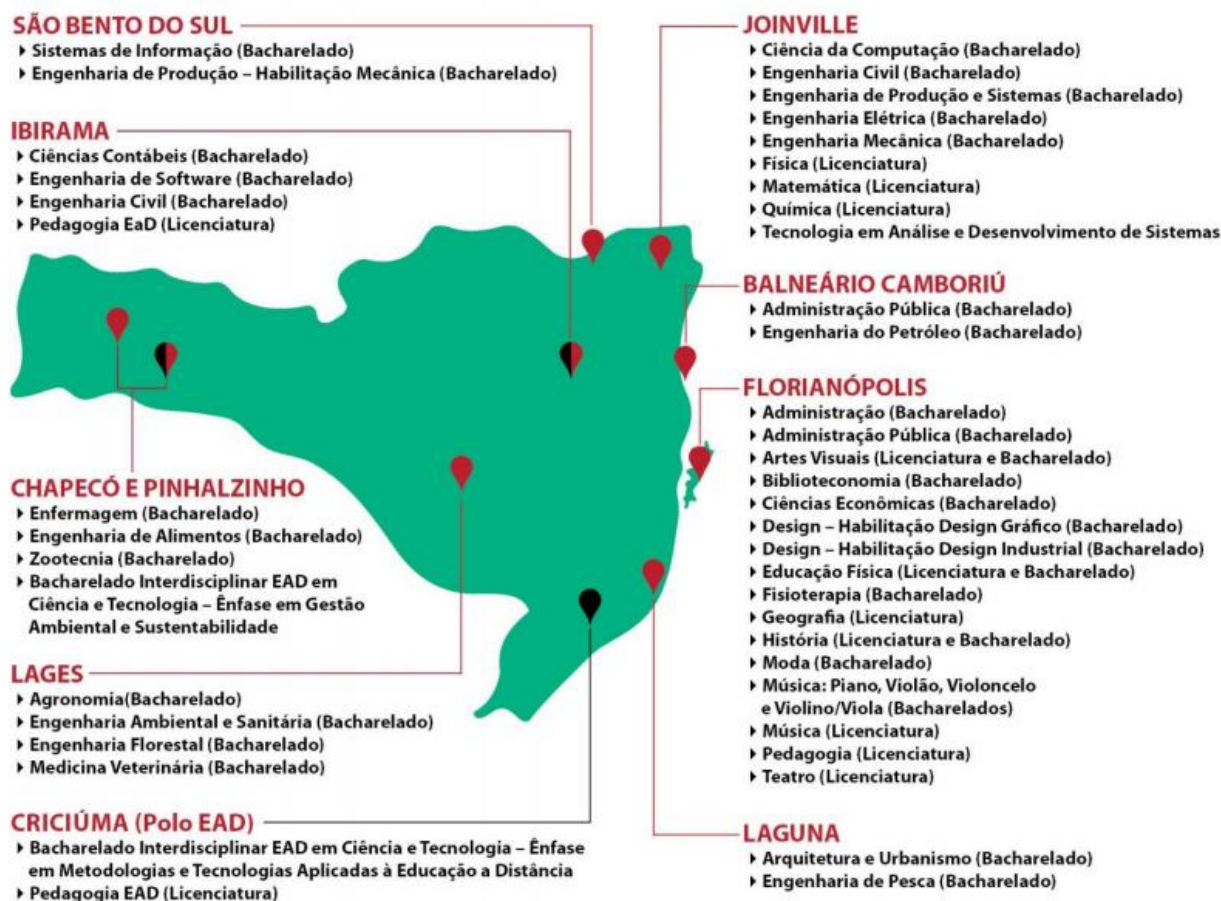 SÃO BENTO DO SUL
Sistemas de Informação (Bacharelado)
Engenharia de Produção – Habilitação Mecânica (Bacharelado)
IBIRAMA
Ciências Contábeis (Bacharelado)
Engenharia de Software (Bacharelado)
Engenharia Civil (Bacharelado)
Pedagogia EaD (Licenciatura)
CHAPECÓ E PINHALZINHO
Enfermagem (Bacharelado)
Engenharia de Alimentos (Bacharelado)
Zootecnia (Bacharelado)
Bacharelado Interdisciplinar EAD em
Ciência e Tecnologia – Ênfase em Gestão
Ambiental e Sustentabilidade
LAGES
Agronomia(Bacharelado)
Engenharia Ambiental e Sanitária (Bacharelado)
Engenharia Florestal (Bacharelado)
Medicina Veterinária (Bacharelado)
CRICIÚMA (Polo EAD)
Bacharelado Interdisciplinar EAD em Ciência e Tecnologia – Ênfase
em Metodologias e Tecnologias Aplicadas à Educação a Distância
Pedagogia EAD (Licenciatura)
JOINVILLE
Ciência da Computação (Bacharelado)
Engenharia Civil (Bacharelado)
Engenharia de Produção e Sistemas (Bacharelado)
Engenharia Elétrica (Bacharelado)
Engenharia Mecânica (Bacharelado)
Física (Licenciatura)
Matemática (Licenciatura)
Química (Licenciatura)
Tecnologia em Análise e Desenvolvimento de Sistemas
BALNEÁRIO CAMBORIÚ
Administração Pública (Bacharelado)
Engenharia do Petróleo (Bacharelado)
FLORIANÓPOLIS
Administração (Bacharelado)
Administração Pública (Bacharelado)
Artes Visuais (Licenciatura e Bacharelado)
Biblioteconomia (Bacharelado)
Ciências Econômicas (Bacharelado)
Design – Habilitação Design Gráfico (Bacharelado)
Design – Habilitação Design Industrial (Bacharelado)
Educação Física (Licenciatura e Bacharelado)
Fisioterapia (Bacharelado)
Geografia (Licenciatura)
História (Licenciatura e Bacharelado)
Moda (Bacharelado)
Música: Piano, Violão, Violoncelo
e Violino/Viola (Bacharelados)
Música (Licenciatura)
Pedagogia (Licenciatura)
Teatro (Licenciatura)
LAGUNA
Arquitetura e Urbanismo (Bacharelado)
Engenharia de Pesca (Bacharelado)